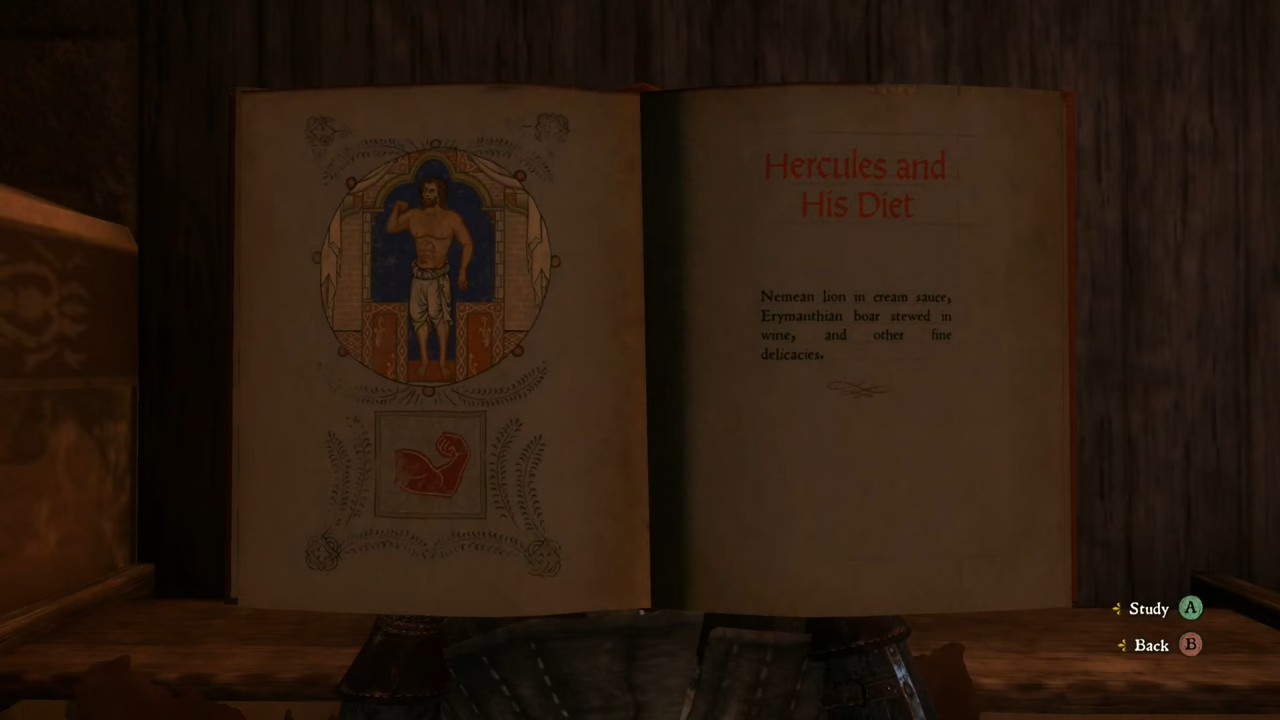 Hercules and
His Diet
Nemean lion in cream sauce,
Erymanthian boar stewed in
wine, and other fine
delicacies.
Study A
Back B